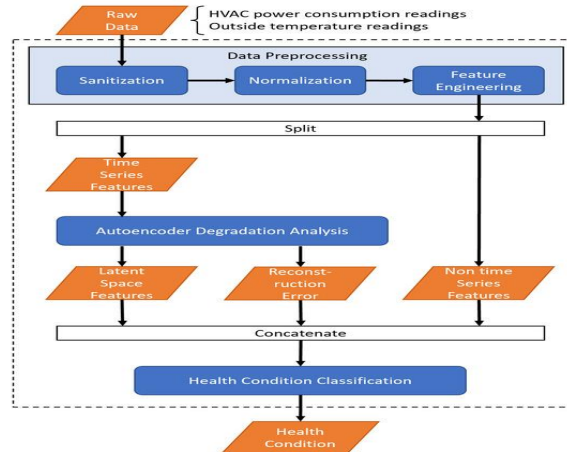 Raw
Data
HVAC power consumption readings
Outside temperature readings
Data Preprocessing
Sanitization
Normalization
Feature
Engineering
Split
Time
Series
Features
Autoencoder Degradation Analysis
Latent
Space
Features
Reconst-
ruction
Error
Non time
Series
Features
Concatenate
Health Condition Classification
Health
Condition